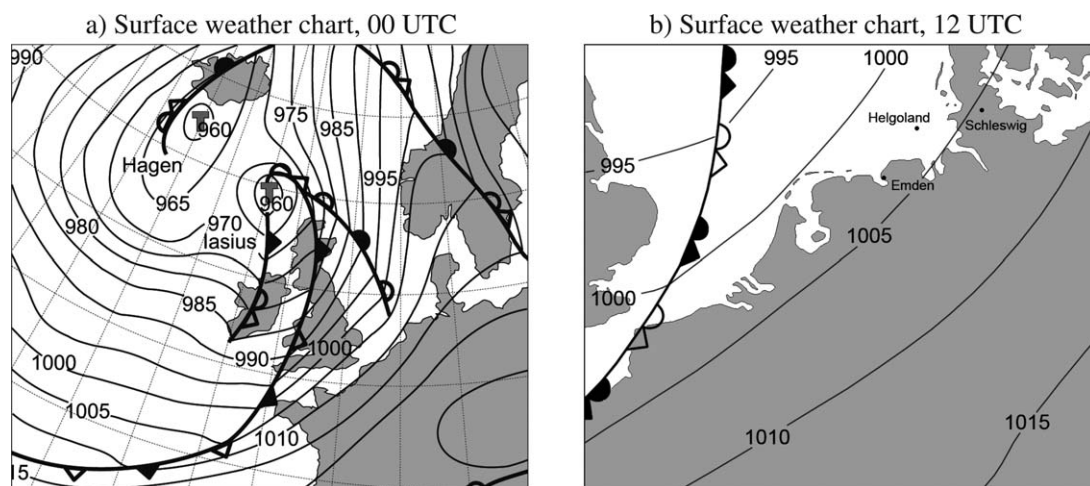 a) Surface weather chart, 00 UTC
990
975
985
T
960
Hagen
995
965
T
960
970
980
Iasius
985
990
1000
1000
1005
1010
15
b) Surface weather chart, 12 UTC
995
1000
Helgoland
Schleswig
995
Emden
1005
1000
1015
1010